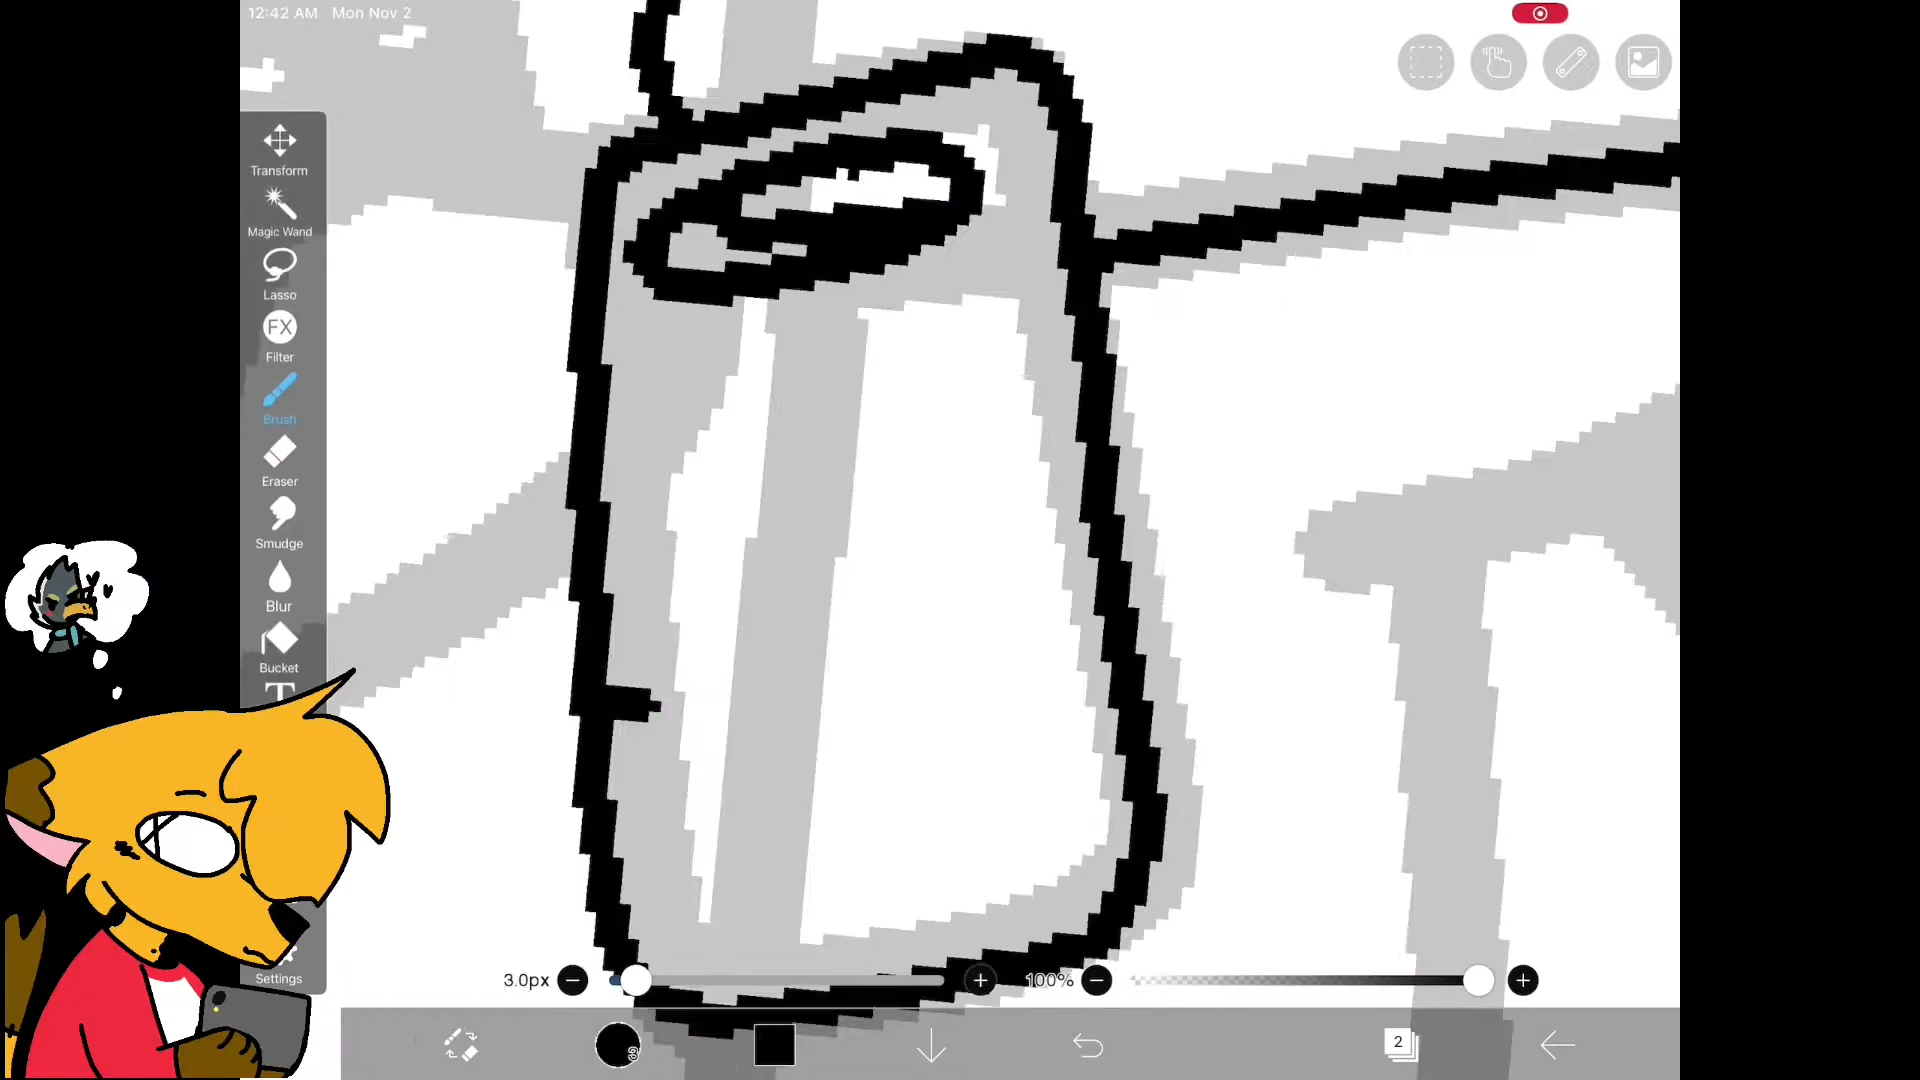 12:42 AM Mon Nov 2
Transform
Magic Wand
Lasso
FX
Filter
Brush
Eraser
Smudge
Blur
Bucket
T
Settings
3.0px
100%
2